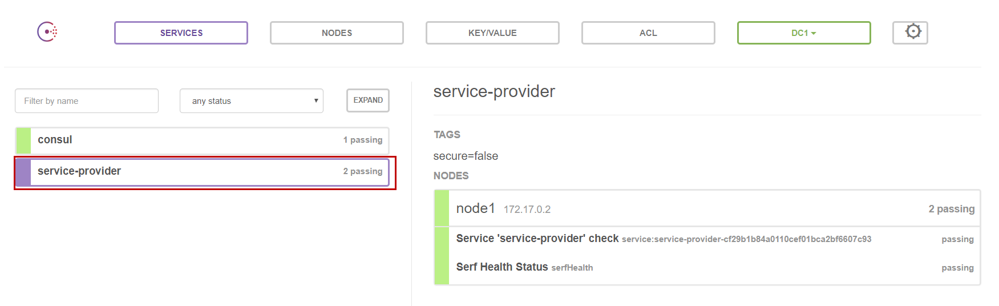 SERVICES
NODES
KEY/VALUE
ACL
DC1
Filter by name
any status
EXPAND
consul
1 passing
service-provider
2 passing
service-provider
TAGS
secure=false
NODES
node1 172.17.0.2
2 passing
Service 'service-provider' check service:service-provider-cf29b1b84a0110cef01bca2bf6607c93
passing
Serf Health Status serfHealth
passing